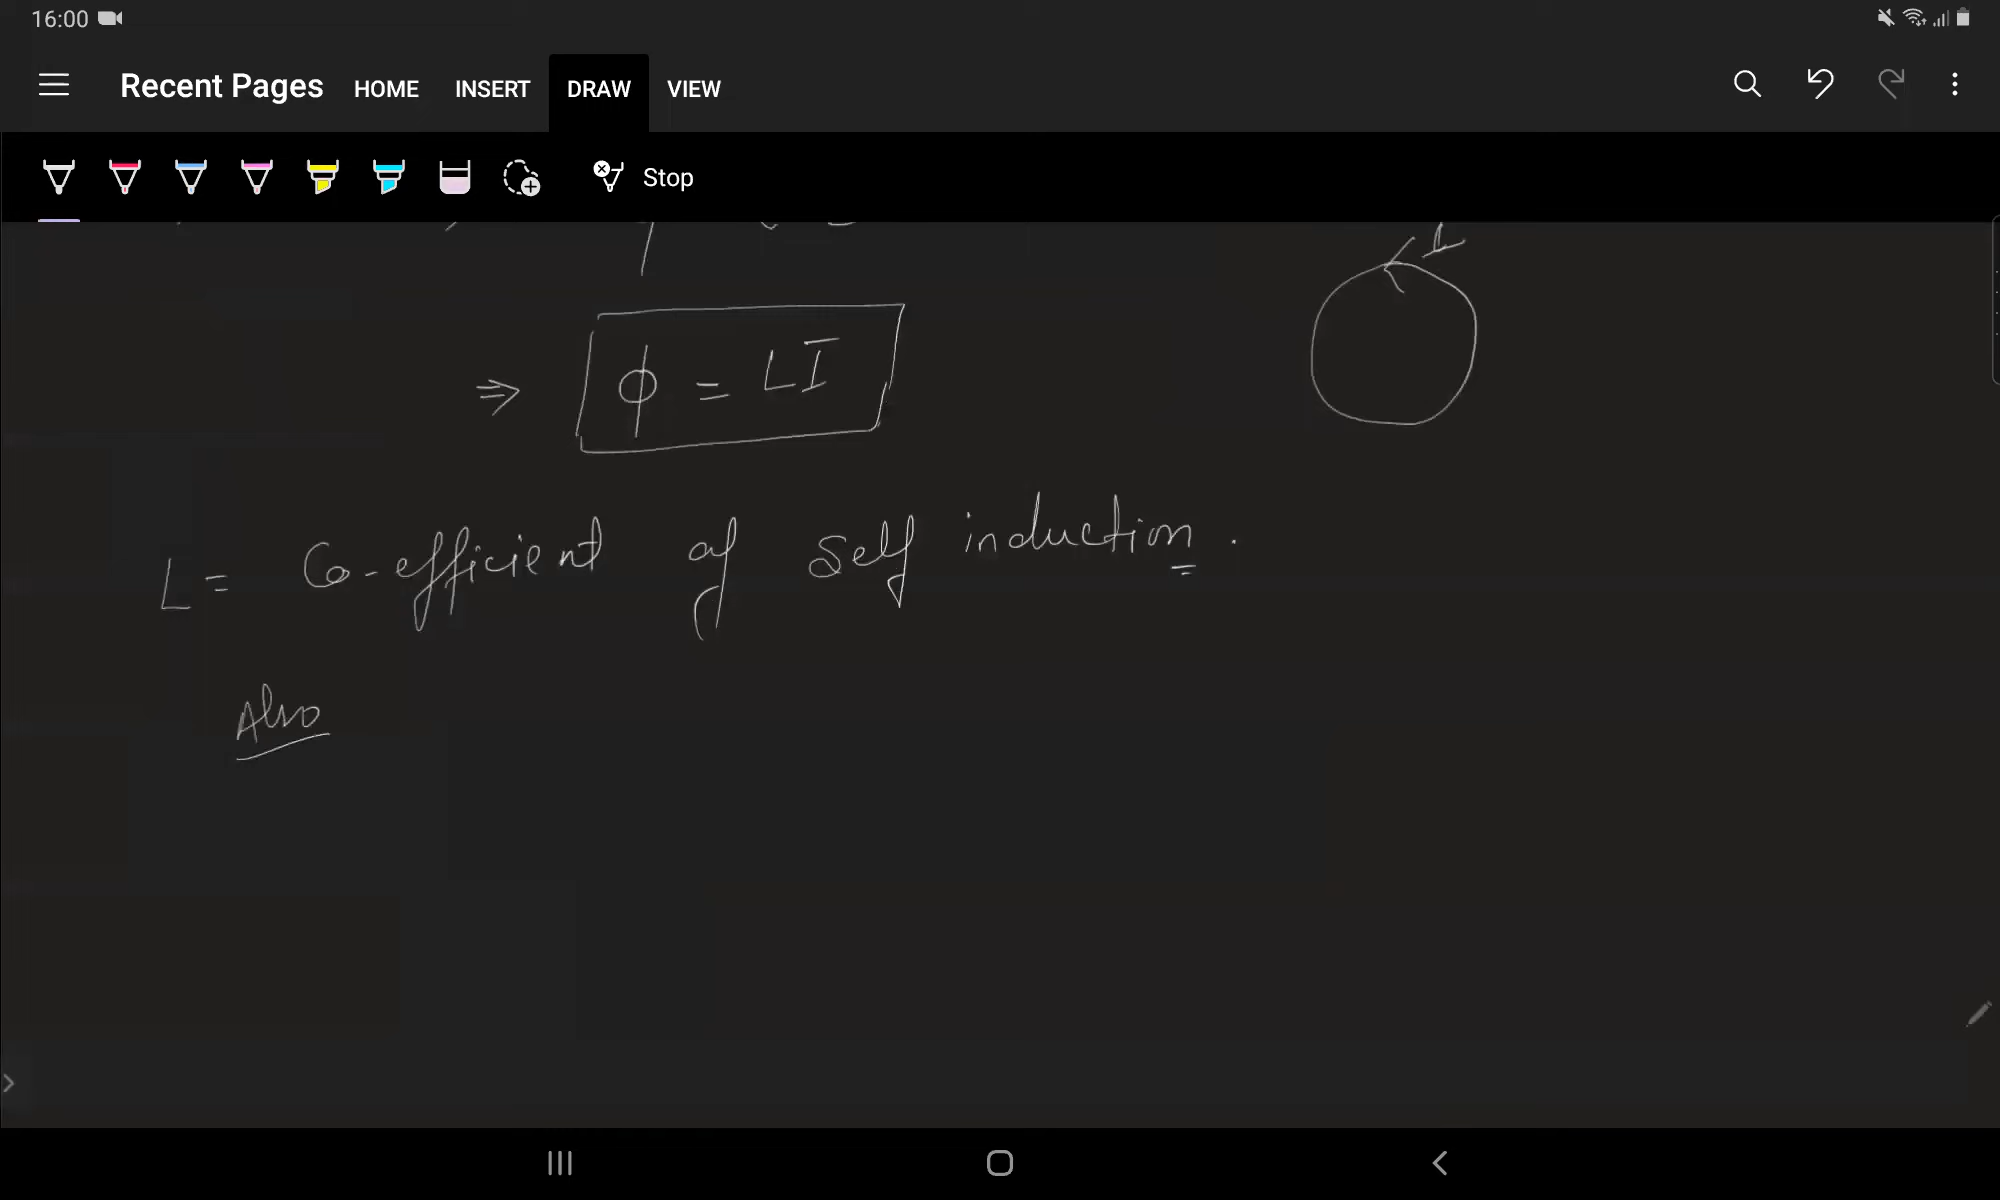 16:00
Recent Pages HOME INSERT DRAW VIEW
Stop
I
⇒ ϕ = LI
L = Co-efficient of self induction.
Also